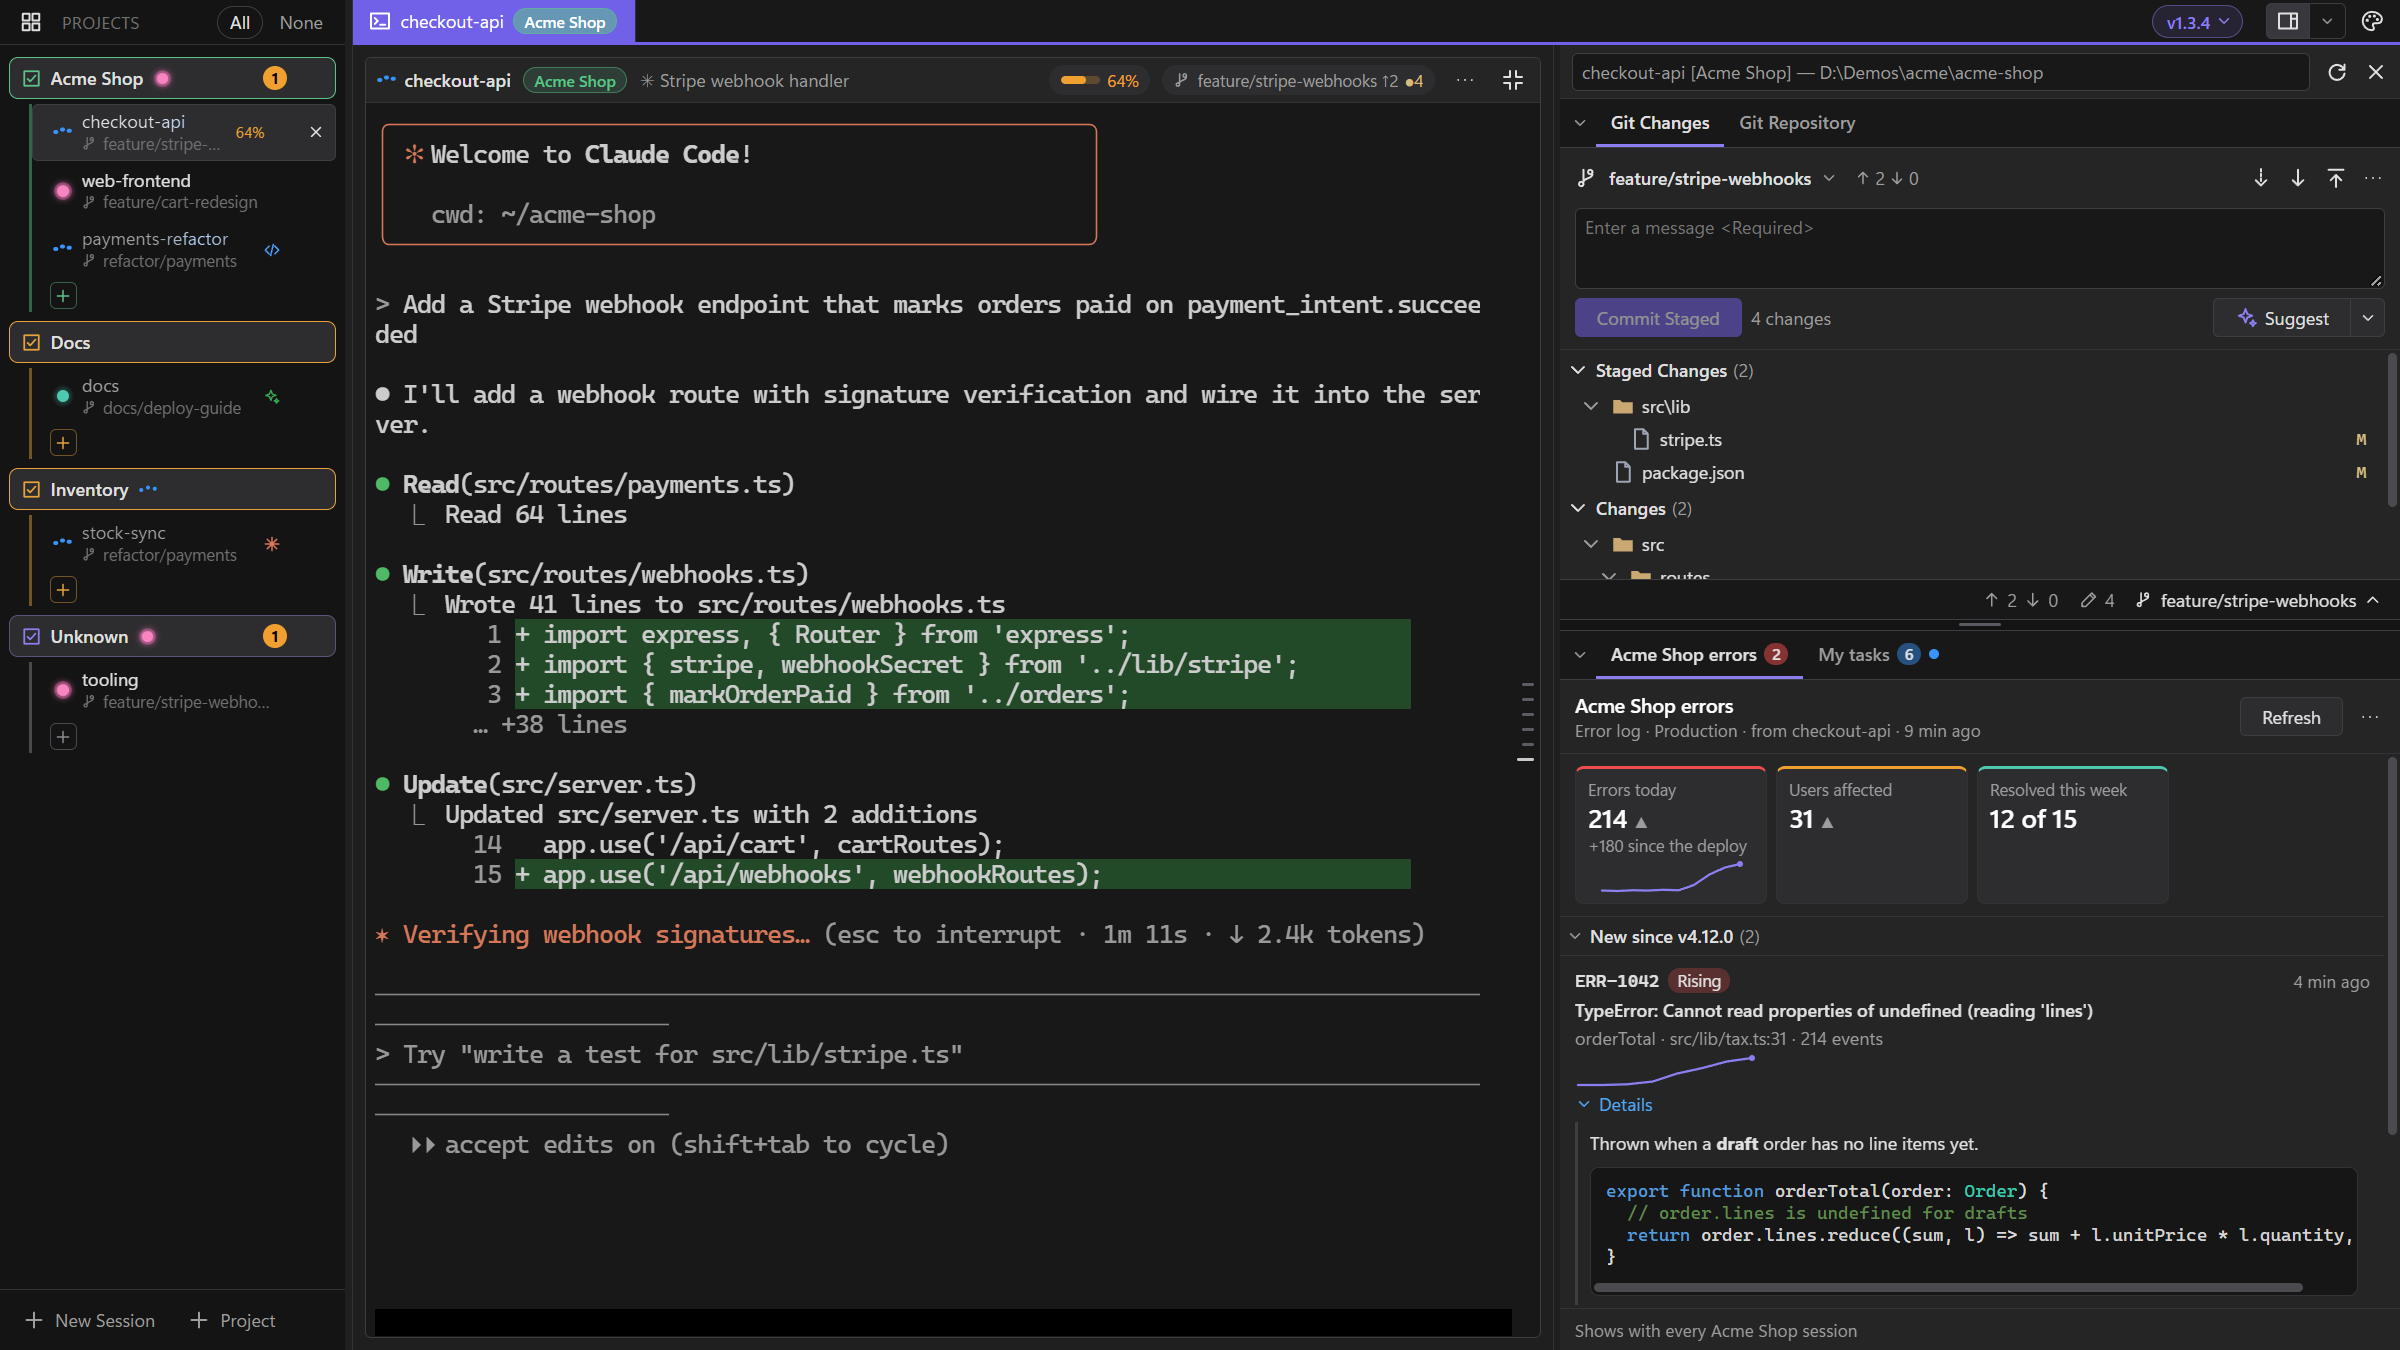 PROJECTS
All
None
Acme Shop
1
checkout-api
64%
feature/stripe-...
web-frontend
feature/cart-redesign
payments-refactor
refactor/payments
Docs
docs
docs/deploy-guide
Inventory
stock-sync
refactor/payments
Unknown
1
tooling
feature/stripe-webho...
New Session
Project
checkout-api
Acme Shop
v1.3.4
checkout-api
Acme Shop
✳ Stripe webhook handler
64%
feature/stripe-webhooks ↑2 ●4
✻ Welcome to Claude Code!
cwd: ~/acme-shop
> Add a Stripe webhook endpoint that marks orders paid on payment_intent.succee
ded
● I'll add a webhook route with signature verification and wire it into the ser
ver.
● Read(src/routes/payments.ts)
⎿ Read 64 lines
● Write(src/routes/webhooks.ts)
⎿ Wrote 41 lines to src/routes/webhooks.ts
1 + import express, { Router } from 'express';
2 + import { stripe, webhookSecret } from '../lib/stripe';
3 + import { markOrderPaid } from '../orders';
… +38 lines
● Update(src/server.ts)
⎿ Updated src/server.ts with 2 additions
14 app.use('/api/cart', cartRoutes);
15 + app.use('/api/webhooks', webhookRoutes);
✶ Verifying webhook signatures… (esc to interrupt · 1m 11s · ↓ 2.4k tokens)
> Try "write a test for src/lib/stripe.ts"
⏵⏵ accept edits on (shift+tab to cycle)
checkout-api [Acme Shop] — D:\Demos\acme\acme-shop
Git Changes
Git Repository
feature/stripe-webhooks
↑ 2 ↓ 0
Enter a message <Required>
Commit Staged
4 changes
Suggest
Staged Changes (2)
src\lib
stripe.ts
M
package.json
M
Changes (2)
src
routes
↑ 2 ↓ 0
4
feature/stripe-webhooks
Acme Shop errors 2
My tasks 6
Acme Shop errors
Error log · Production · from checkout-api · 9 min ago
Refresh
Errors today
214 ▲
+180 since the deploy
Users affected
31 ▲
Resolved this week
12 of 15
New since v4.12.0 (2)
ERR-1042
Rising
4 min ago
TypeError: Cannot read properties of undefined (reading 'lines')
orderTotal · src/lib/tax.ts:31 · 214 events
Details
Thrown when a draft order has no line items yet.
export function orderTotal(order: Order) {
// order.lines is undefined for drafts
return order.lines.reduce((sum, l) => sum + l.unitPrice * l.quantity,
}
Shows with every Acme Shop session